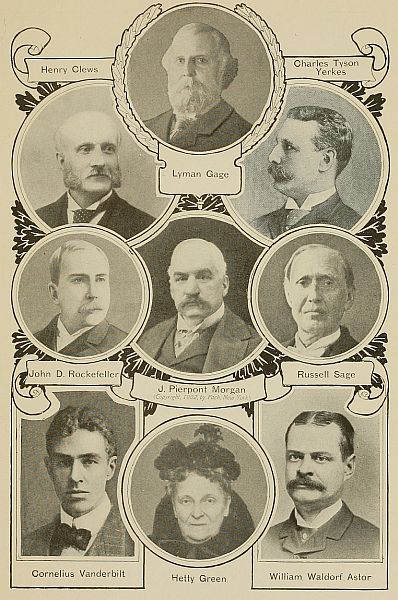 Henry Clews
Charles Tyson
Yerkes
Lyman Gage
John D. Rockefeller
J. Pierpont Morgan
(Copyright, 1902, by Pach, New York)
Russell Sage
Cornelius Vanderbilt
Hetty Green
William Waldorf Astor